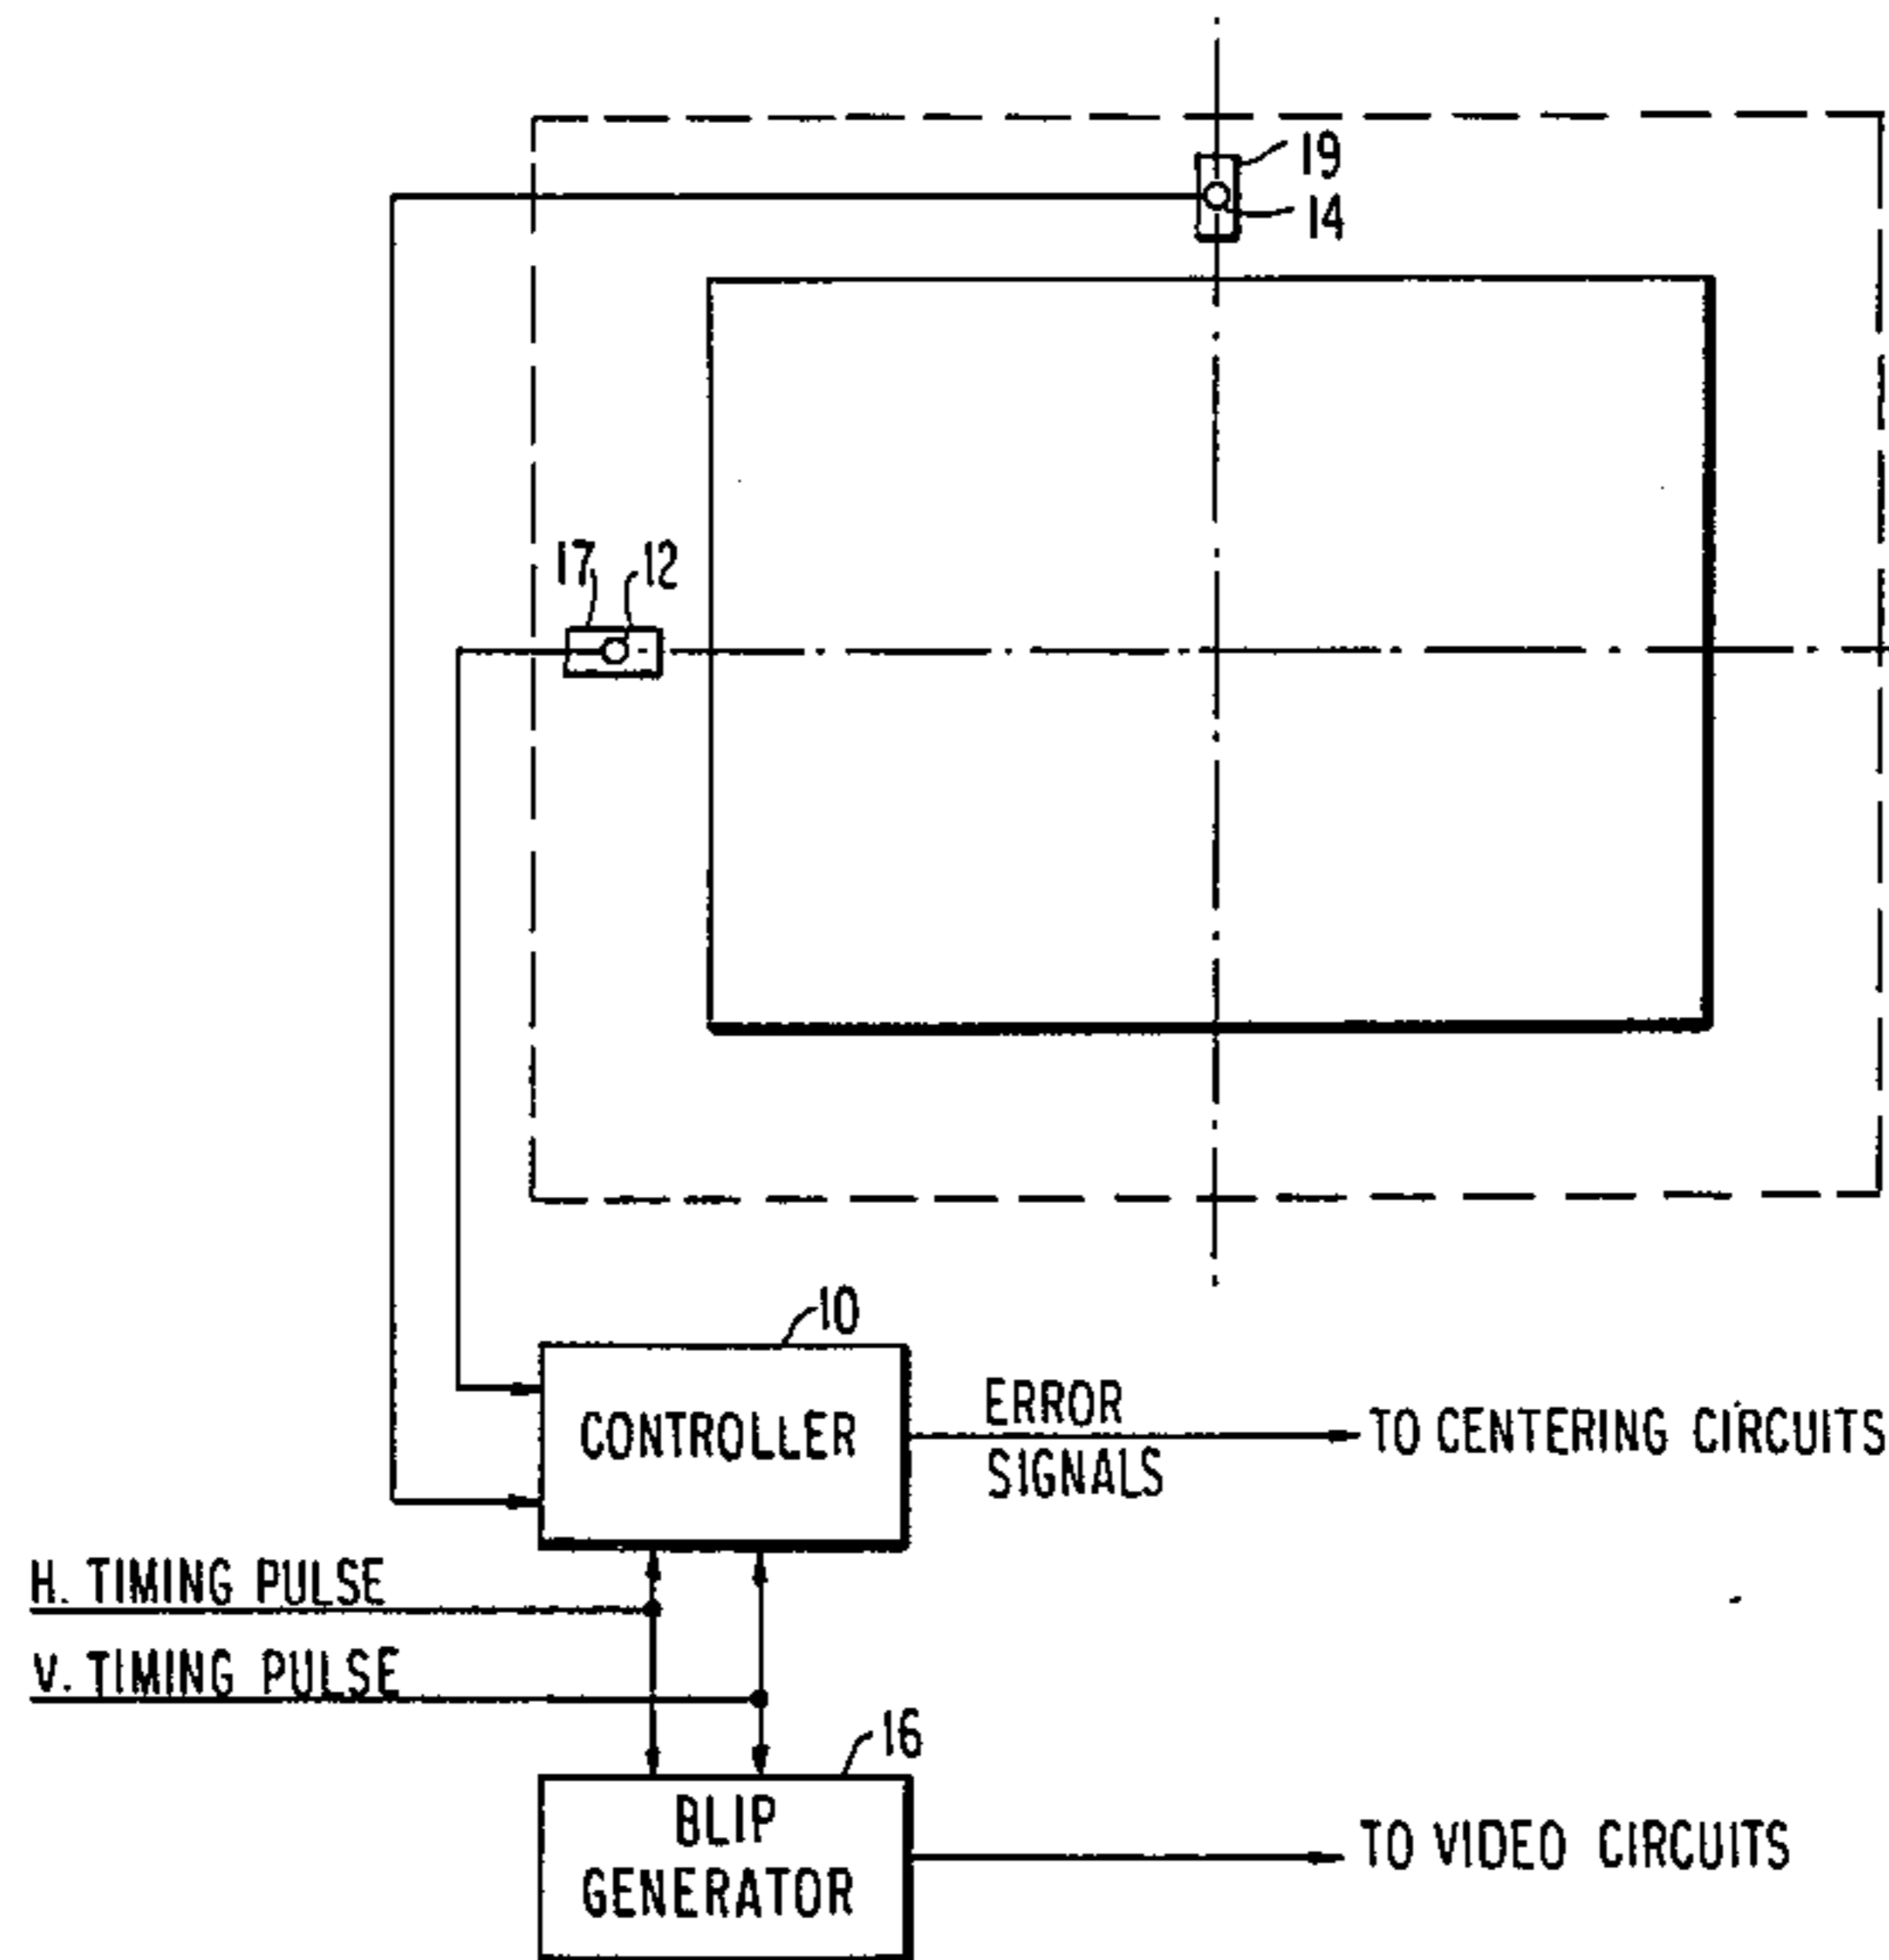 19
14
17 12
10
CONTROLLER
ERROR
SIGNALS
TO CENTERING CIRCUITS
H. TIMING PULSE
V. TIMING PULSE
16
BLIP
GENERATOR
TO VIDEO CIRCUITS